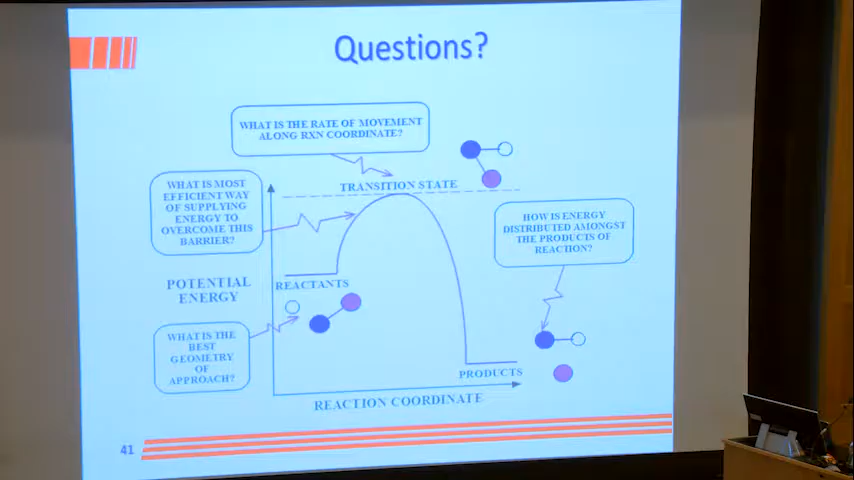 Questions?
WHAT IS THE RATE OF MOVEMENT
ALONG RXN COORDINATE?
TRANSITION STATE
WHAT IS MOST
EFFICIENT WAY
OF SUPPLYING
ENERGY TO
OVERCOME THIS
BARRIER?
HOW IS ENERGY
DISTRIBUTED AMONGST
THE PRODUCTS OF
REACTION?
POTENTIAL
ENERGY
REACTANTS
WHAT IS THE
BEST
GEOMETRY
OF
APPROACH?
PRODUCTS
REACTION COORDINATE
41